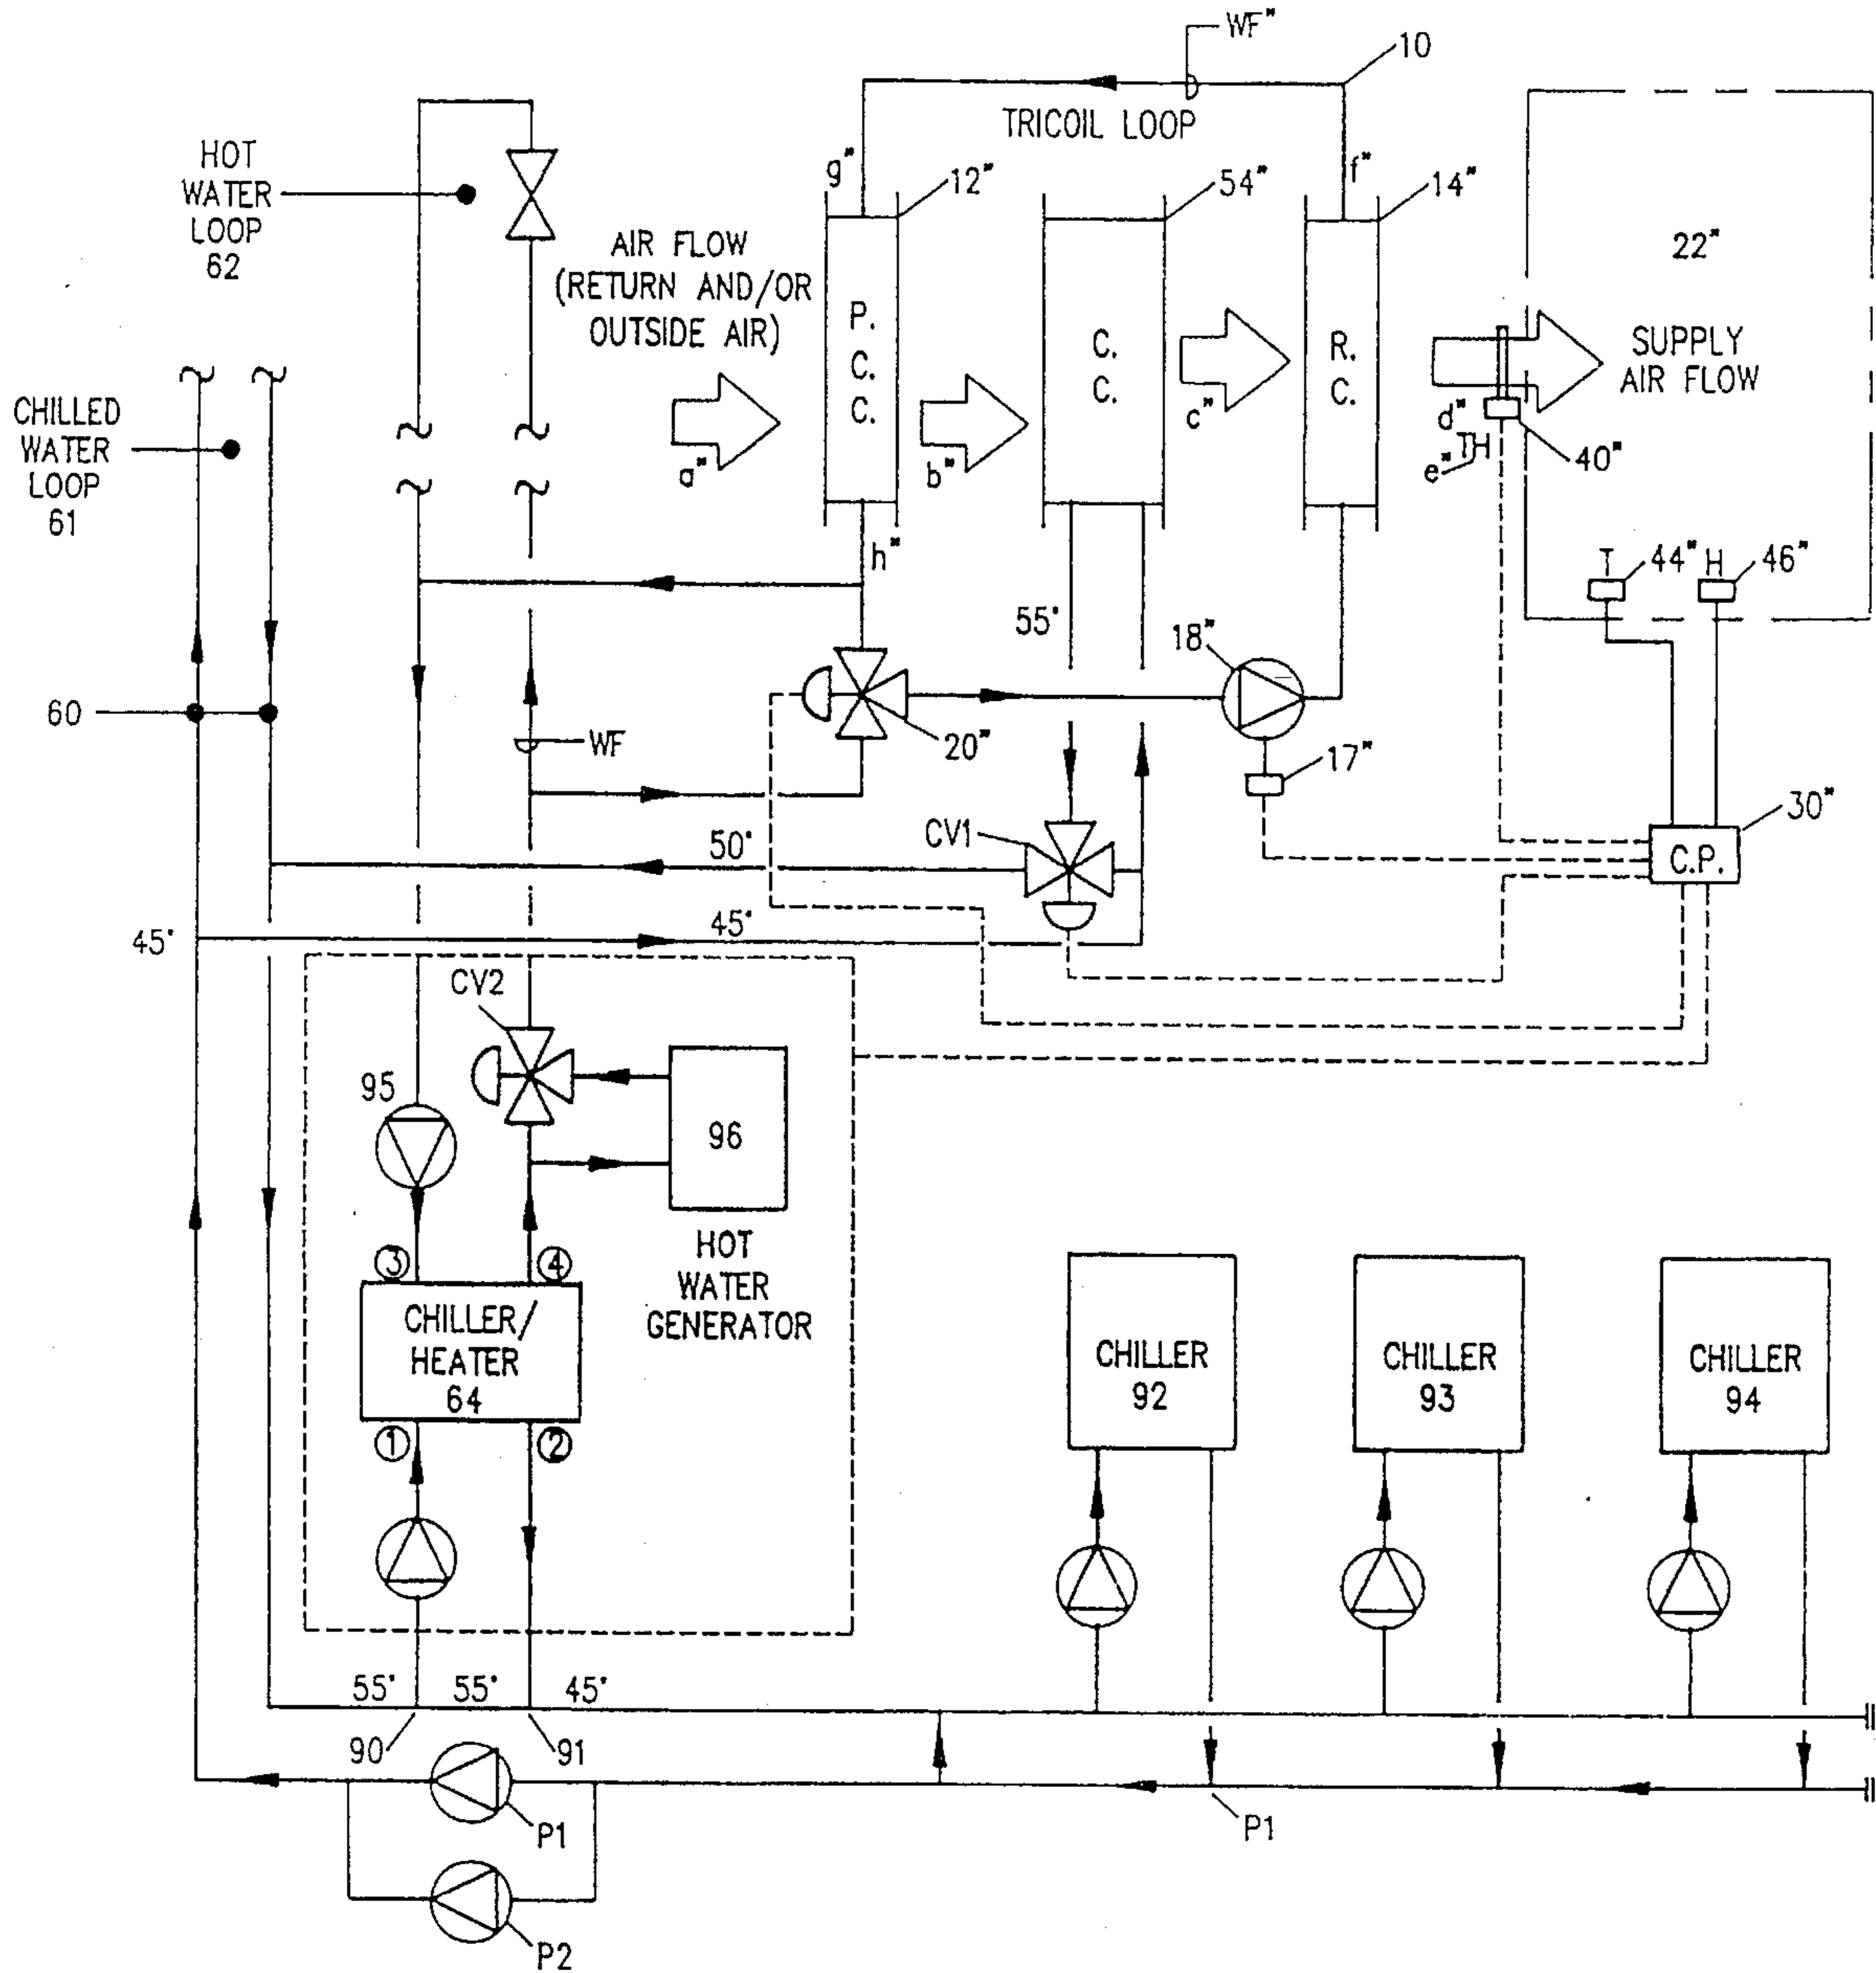 WF"
10
TRICOIL LOOP
HOT
WATER
LOOP
62
g"
12"
54"
f"
14"
22"
AIR FLOW
(RETURN AND/OR
OUTSIDE AIR)
P.
C.
C.
C.
C.
R.
C.
SUPPLY
AIR FLOW
CHILLED
WATER
LOOP
61
a"
b"
c"
d"
TH
e"
40"
h"
T
44"
H
46"
55°
18"
60
WF
20"
17"
30"
CV1
50°
C.P.
45°
45°
CV2
95
96
HOT
WATER
GENERATOR
3
4
CHILLER/
HEATER
64
1
2
CHILLER
92
CHILLER
93
CHILLER
94
55°
55°
45°
90
91
P1
P1
P2